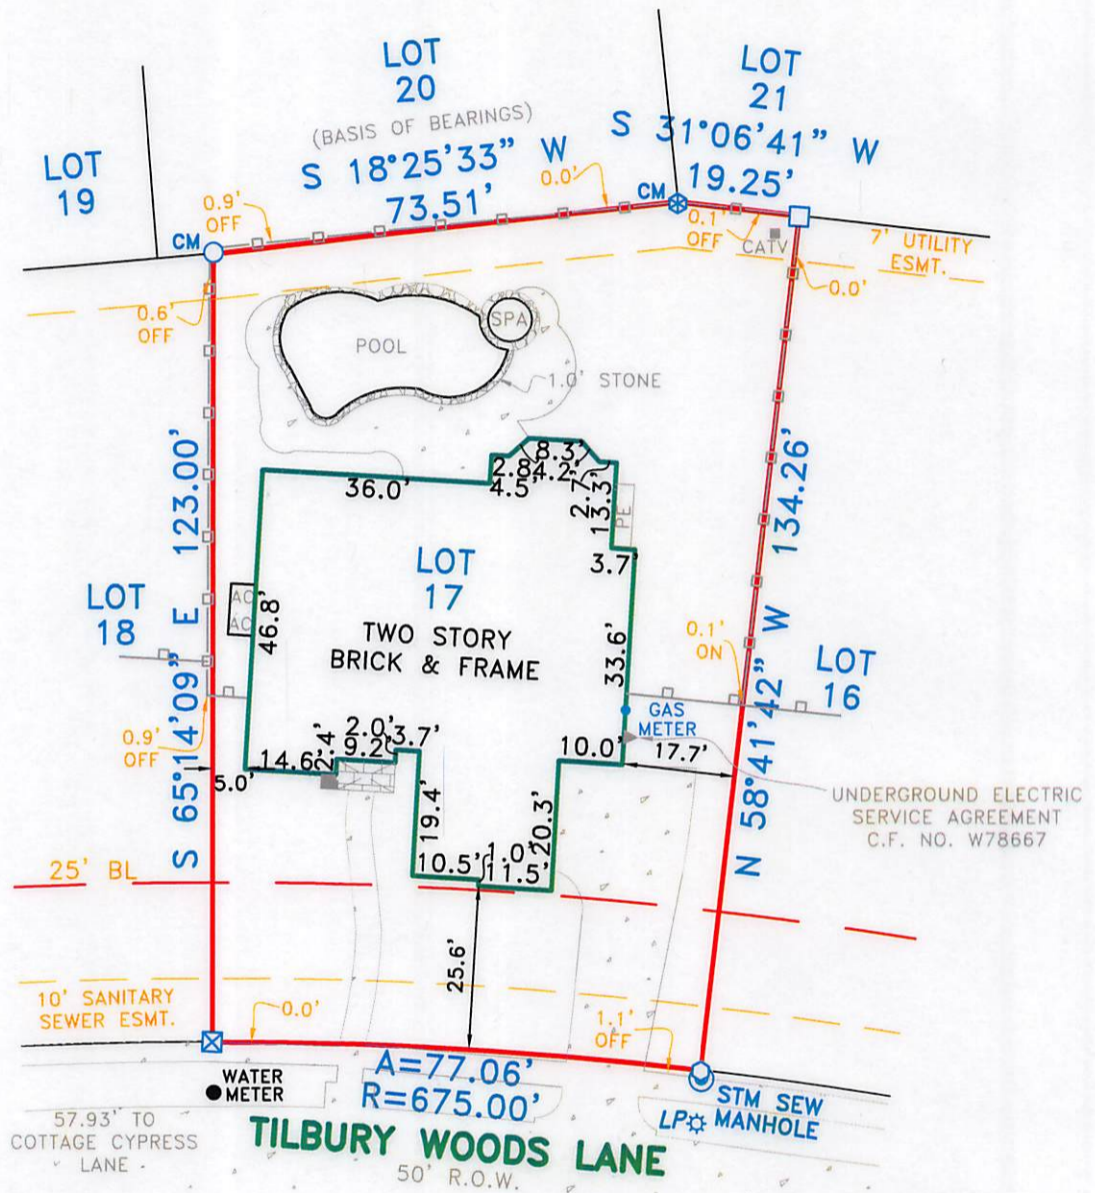 LOT
20
(BASIS OF BEARINGS)
S 18°25'33" W
73.51'
LOT
21
S 31°06'41" W
19.25'
LOT
19
0.9'
OFF
0.0'
CM
CM
0.1'
OFF
CATV
7' UTILITY
ESMT.
0.0'
0.6'
OFF
SPA
POOL
1.0' STONE
8.3'
2.8'
4.2'
4.5'
2.7'
13.3'
PE
36.0'
3.7'
S 65°14'09" E 123.00'
N 58°41'42" W 134.26'
LOT
17
TWO STORY
BRICK & FRAME
46.8'
AC
AC
LOT
18
33.6'
0.1'
ON
LOT
16
GAS
METER
0.9'
OFF
2.0'
3.7'
9.2'
2.4'
14.6'
5.0'
10.0'
17.7'
UNDERGROUND ELECTRIC
SERVICE AGREEMENT
C.F. NO. W78667
19.4'
20.3'
1.0'
10.5'
11.5'
25' BL
25.6'
10' SANITARY
SEWER ESMT.
0.0'
1.1'
OFF
A=77.06'
R=675.00'
WATER
METER
STM SEW
MANHOLE
LP
57.93' TO
COTTAGE CYPRESS
LANE
TILBURY WOODS LANE
50' R.O.W.